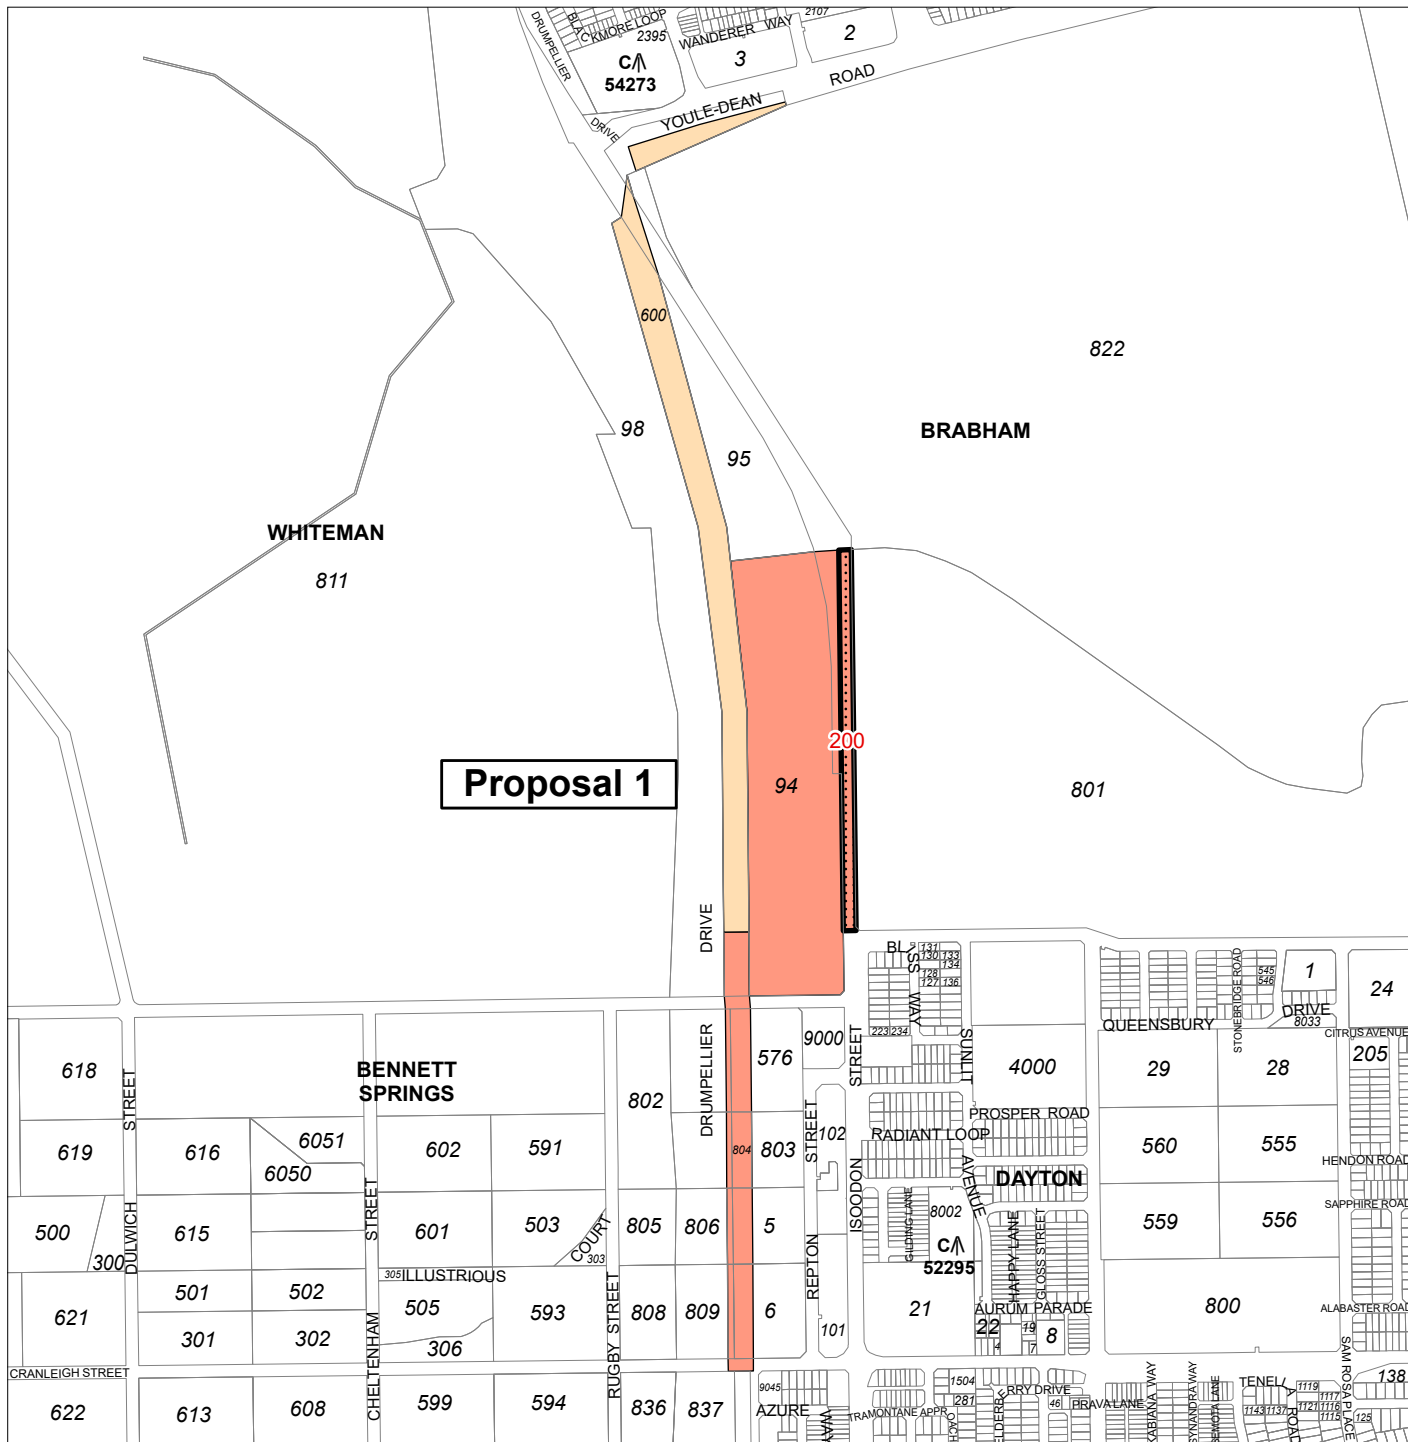 DRUMPELLIER
BLACKMORE LOOP
2395
WANDERER WAY
2107
2
3
C/\
54273
ROAD
YOULE-DEAN
DRIVE
600
822
98
95
BRABHAM
WHITEMAN
811
200
Proposal 1
94
801
DRIVE
BLISS WAY
131
130 133
134
128
127 136
STONEBRIDGE ROAD
545
546
1
24
223 234
QUEENSBURY DRIVE
8033
CITRUS AVENUE
618
BENNETT
SPRINGS
802
DRUMPELLIER
576
9000
STREET
SUNLIT
4000
29
28
205
STREET
PROSPER ROAD
619
616
6051
6050
602
591
804
803
STREET
102
RADIANT LOOP
AVENUE
560
555
HENDON ROAD
DAYTON
SAPPHIRE ROAD
500
300
DULWICH
615
STREET
601
503
COURT
303
805
806
5
ISOODON
GILDING LANE
8002
C/\
52295
HAPPY LANE
GLOSS STREET
559
556
REPTON
621
501
502
305 ILLUSTRIOUS
505
593
808
809
6
21
AURUM PARADE
22
19
8
4
7
800
ALABASTER ROAD
301
302
306
RUGBY STREET
101
CRANLEIGH STREET
CHELTENHAM
SAM ROSA PLACE
622
613
608
599
594
836
837
9045
AZURE
WAY
TRAMONTANE APPROACH
1504
281
ELDERBERRY DRIVE
46
PRAVA LANE
KABIANA WAY
SYNANDRA WAY
BEMOTA LANE
TENELLA ROAD
1143 1137
1119
1117
1121 1116
1115
125
138